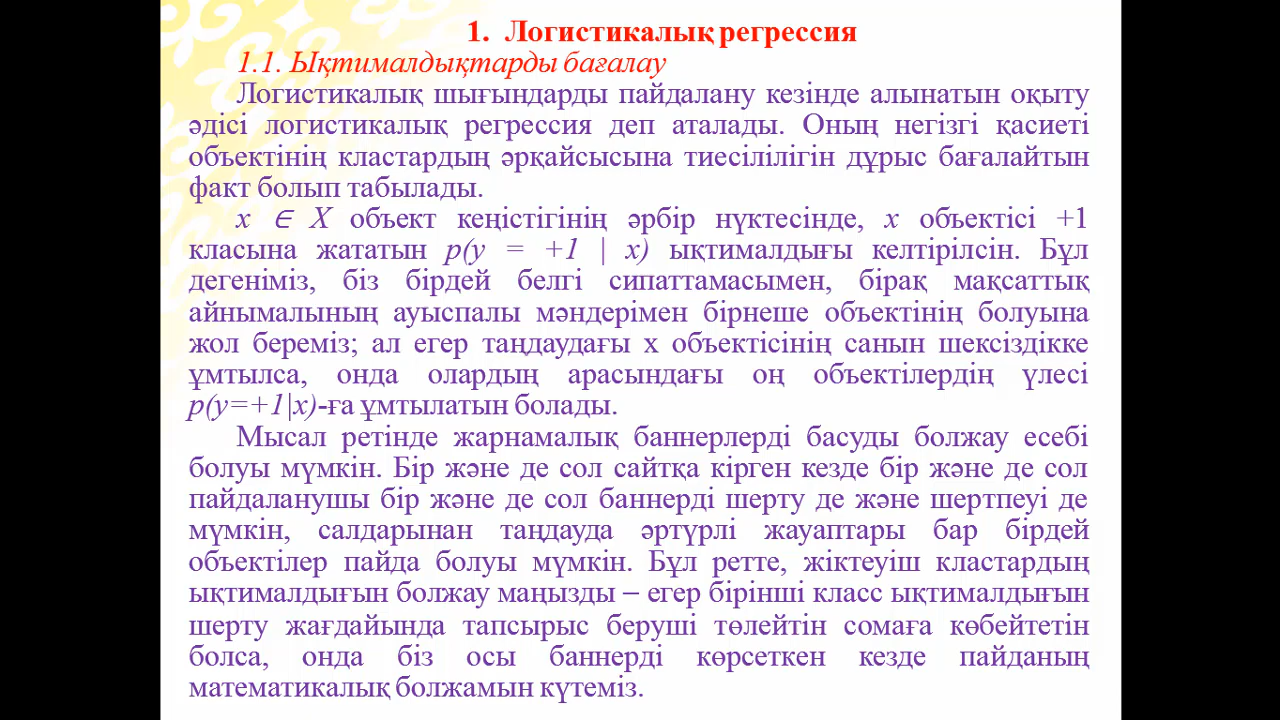 1. Логистикалық регрессия
1.1. Ықтималдықтарды бағалау
Логистикалық шығындарды пайдалану кезінде алынатын оқыту
әдісі логистикалық регрессия деп аталады. Оның негізгі қасиеті
объектінің кластардың әрқайсысына тиесілілігін дұрыс бағалайтын
факт болып табылады.
x ∈ X объект кеңістігінің әрбір нүктесінде, x объектісі +1
класына жататын p(y = +1 | x) ықтималдығы келтірілсін. Бұл
дегеніміз, біз бірдей белгі сипаттамасымен, бірақ мақсаттық
айнымалының ауыспалы мәндерімен бірнеше объектінің болуына
жол береміз; ал егер таңдаудағы x объектісінің санын шексіздікке
ұмтылса, онда олардың арасындағы оң объектілердің үлесі
p(y=+1|x)-ға ұмтылатын болады.
Мысал ретінде жарнамалық баннерлерді басуды болжау есебі
болуы мүмкін. Бір және де сол сайтқа кірген кезде бір және де сол
пайдаланушы бір және де сол баннерді шерту де және шертпеуі де
мүмкін, салдарынан таңдауда әртүрлі жауаптары бар бірдей
объектілер пайда болуы мүмкін. Бұл ретте, жіктеуіш кластардың
ықтималдығын болжау маңызды – егер бірінші класс ықтималдығын
шерту жағдайында тапсырыс беруші төлейтін сомаға көбейтетін
болса, онда біз осы баннерді көрсеткен кезде пайданың
математикалық болжамын күтеміз.